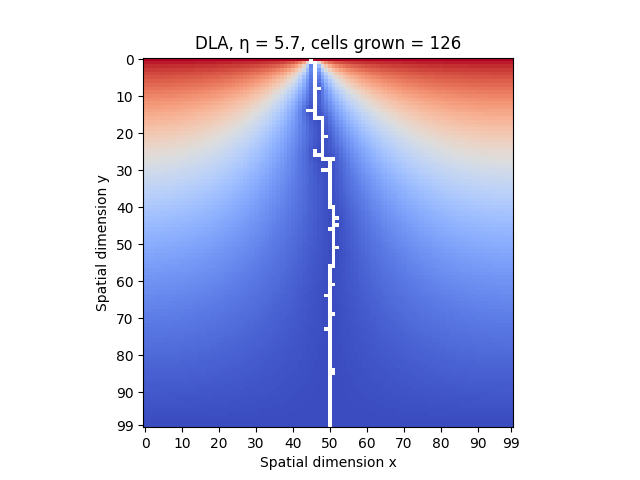 DLA, η = 5.7, cells grown = 126
0
10
20
30
40
50
60
70
80
90
99
Spatial dimension y
0 10 20 30 40 50 60 70 80 90 99
Spatial dimension x